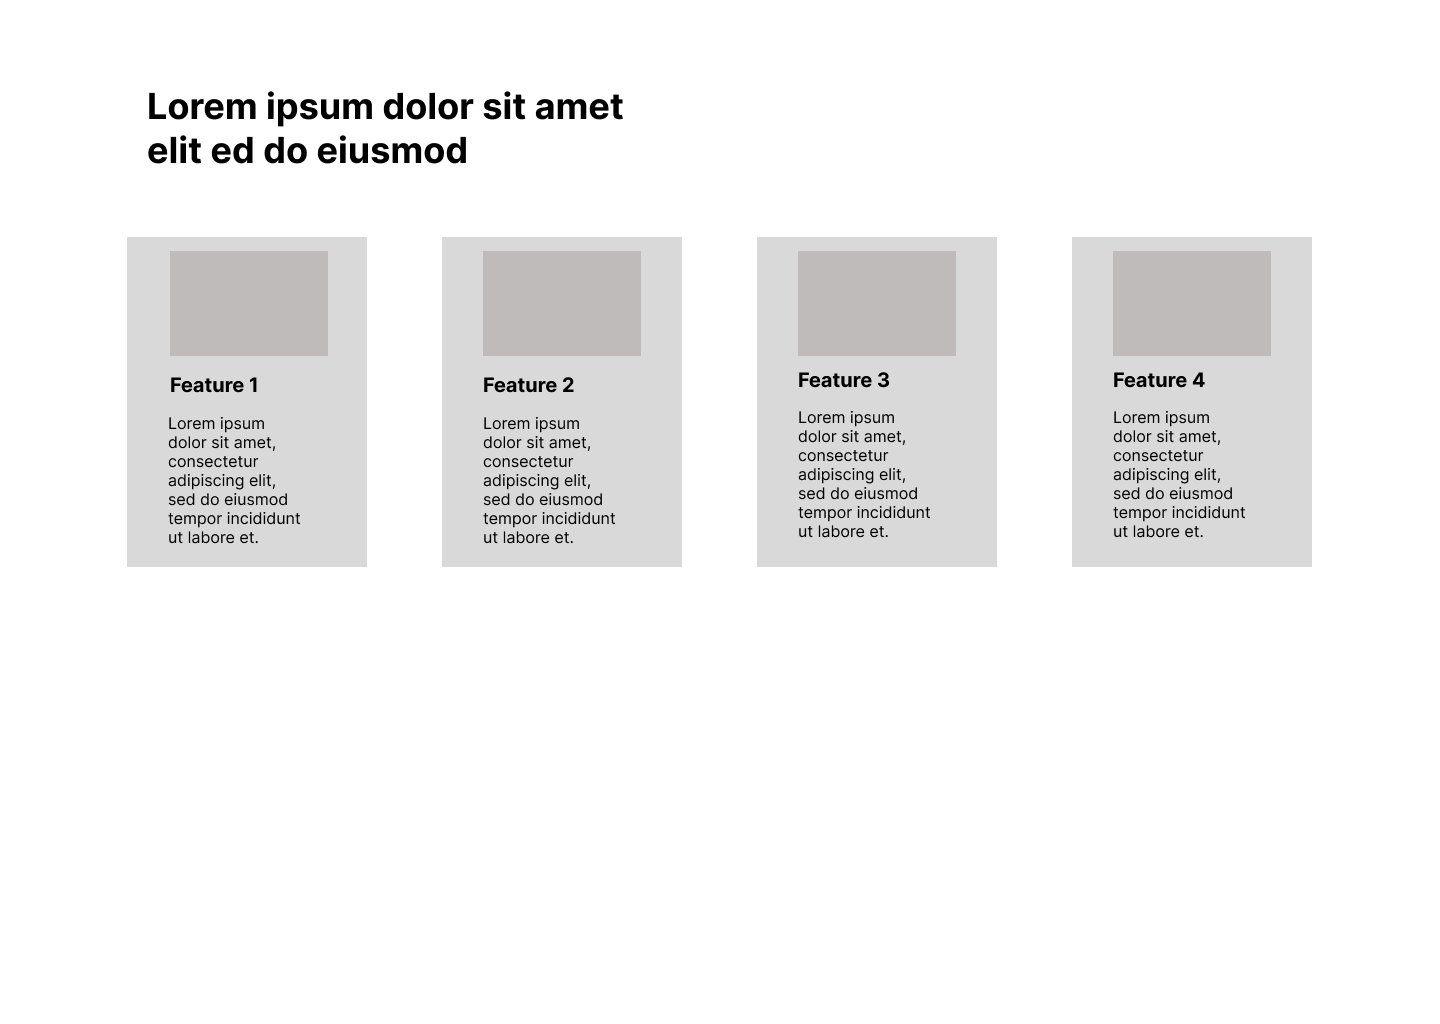 Lorem ipsum dolor sit amet
elit ed do eiusmod
Feature 1
Lorem ipsum
dolor sit amet,
consectetur
adipiscing elit,
sed do eiusmod
tempor incididunt
ut labore et.
Feature 2
Lorem ipsum
dolor sit amet,
consectetur
adipiscing elit,
sed do eiusmod
tempor incididunt
ut labore et.
Feature 3
Lorem ipsum
dolor sit amet,
consectetur
adipiscing elit,
sed do eiusmod
tempor incididunt
ut labore et.
Feature 4
Lorem ipsum
dolor sit amet,
consectetur
adipiscing elit,
sed do eiusmod
tempor incididunt
ut labore et.